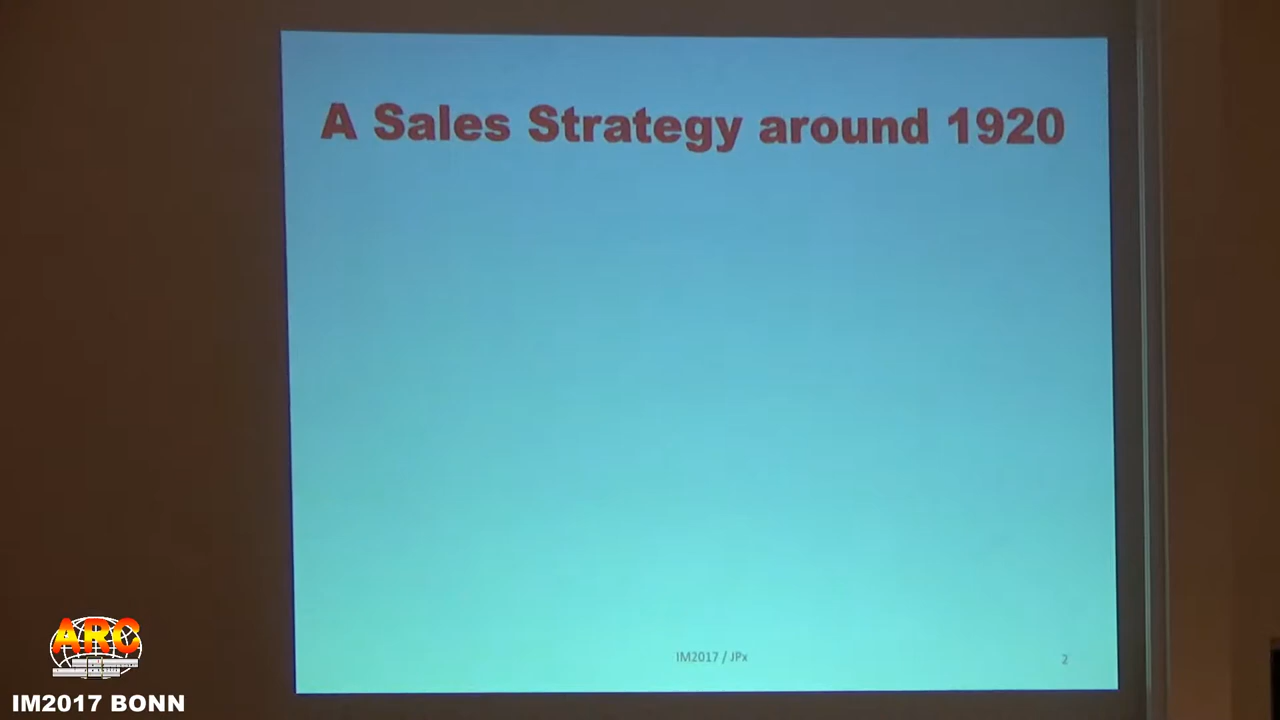 A Sales Strategy around 1920
IM2017 / JPx
2
ARC
IM2017 BONN